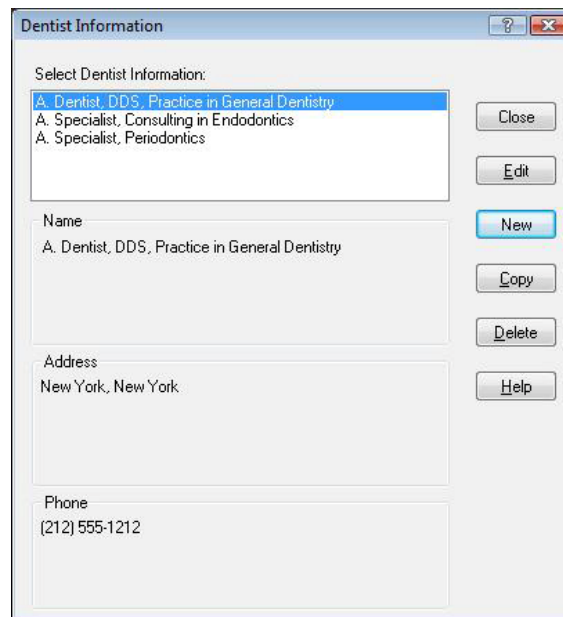 Dentist Information
?
Select Dentist Information:
A. Dentist, DDS, Practice in General Dentistry
A. Specialist, Consulting in Endodontics
A. Specialist, Periodontics
Close
Edit
New
Copy
Delete
Help
Name
A. Dentist, DDS, Practice in General Dentistry
Address
New York, New York
Phone
(212) 555-1212